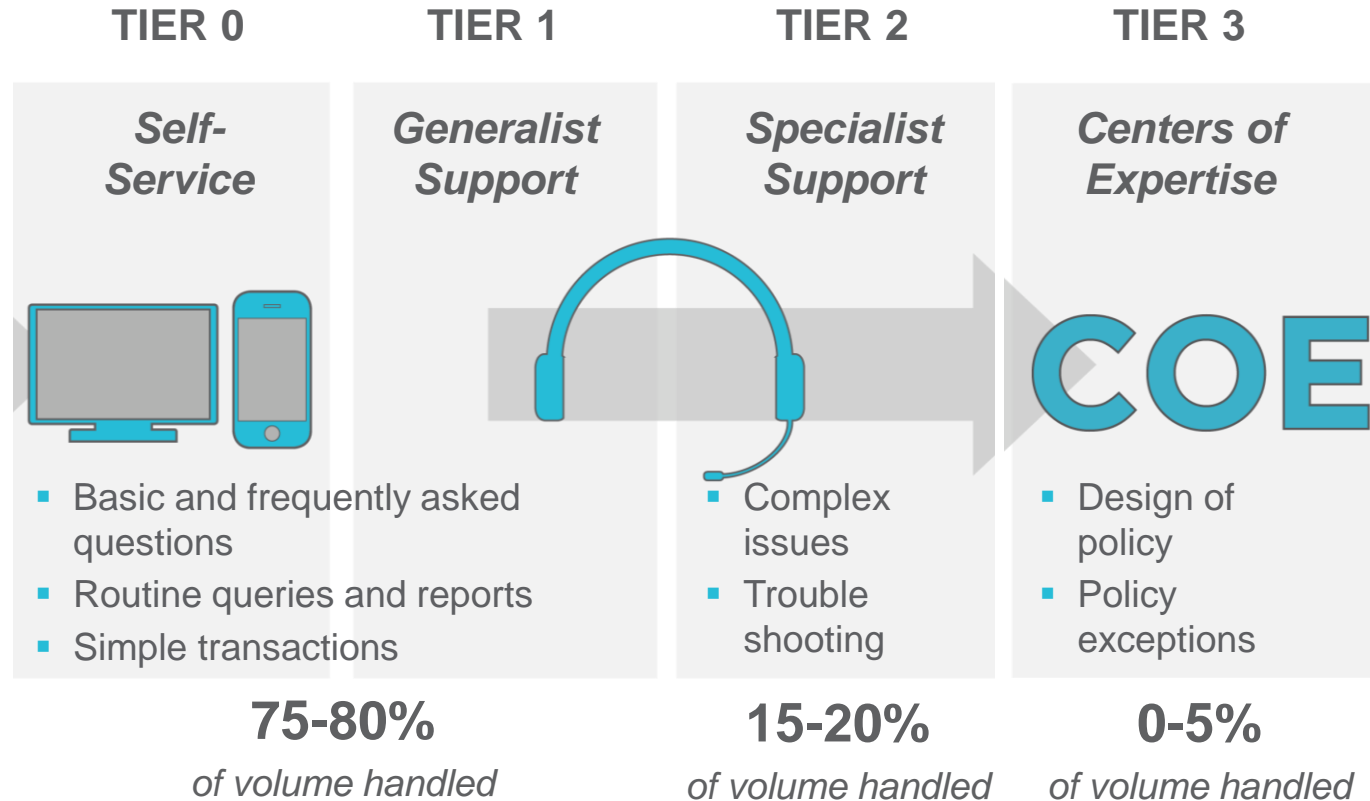 TIER 0
TIER 1
TIER 2
TIER 3
Self-
Service
Generalist
Support
Specialist
Support
Centers of
Expertise
COE
▪ Basic and frequently asked
questions
▪ Routine queries and reports
▪ Simple transactions
▪ Complex
issues
▪ Trouble
shooting
▪ Design of
policy
▪ Policy
exceptions
75-80%
of volume handled
15-20%
of volume handled
0-5%
of volume handled